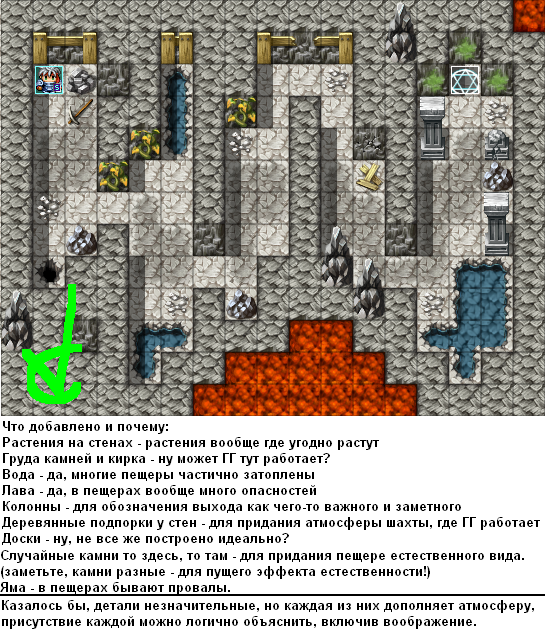 Что добавлено и почему:
Растения на стенах - растения вообще где угодно растут
Груда камней и кирка - ну может ГГ тут работает?
Вода - да, многие пещеры частично затоплены
Лава - да, в пещерах вообще много опасностей
Колонны - для обозначения выхода как чего-то важного и заметного
Деревянные подпорки у стен - для придания атмосферы шахты, где ГГ работает
Доски - ну, не все же построено идеально?
Случайные камни то здесь, то там - для придания пещере естественного вида.
(заметьте, камни разные - для пущего эффекта естественности!)
Яма - в пещерах бывают провалы.
Казалось бы, детали незначительные, но каждая из них дополняет атмосферу,
присутствие каждой можно логично объяснить, включив воображение.